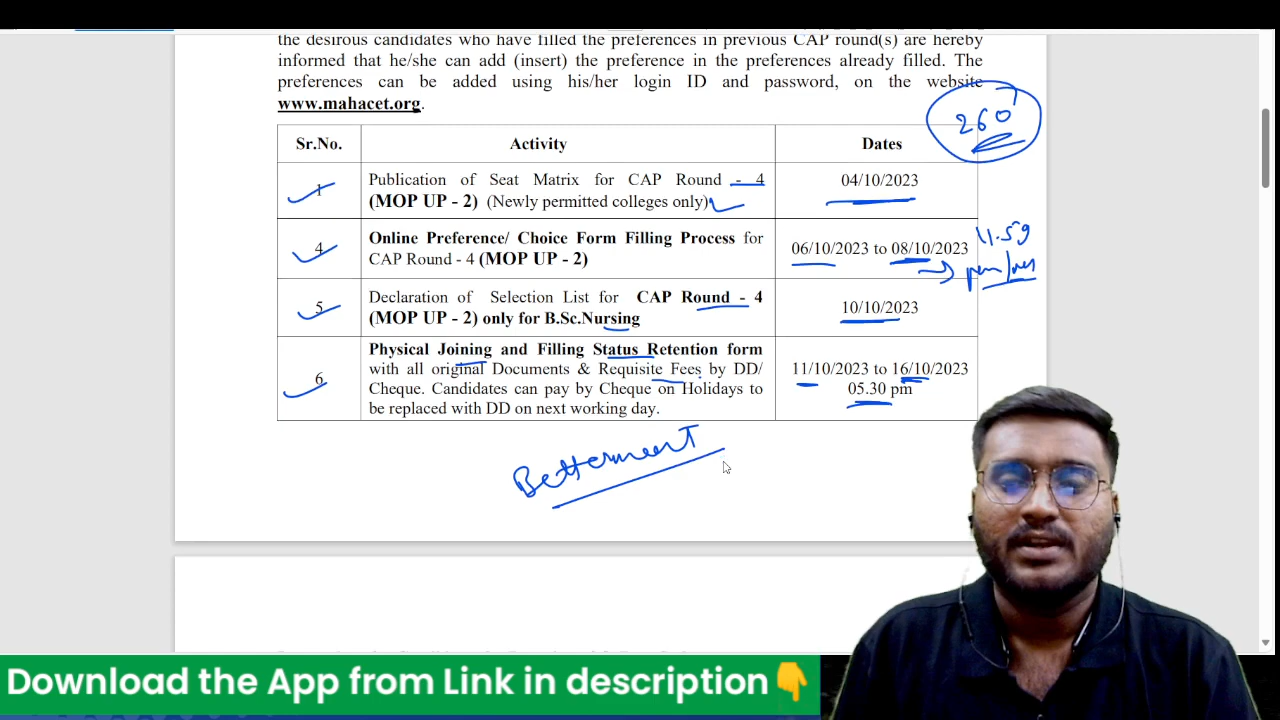 the desirous candidates who have filled the preferences in previous CAP round(s) are hereby
informed that he/she can add (insert) the preference in the preferences already filled. The
preferences can be added using his/her login ID and password, on the website
www.mahacet.org.
260
Sr.No. Activity Dates
1 Publication of Seat Matrix for CAP Round - 4 04/10/2023
(MOP UP - 2) (Newly permitted colleges only)
11.59
4 Online Preference/ Choice Form Filling Process for 06/10/2023 to 08/10/2023
CAP Round - 4 (MOP UP - 2)
5 Declaration of Selection List for CAP Round - 4 10/10/2023
(MOP UP - 2) only for B.Sc.Nursing
6 Physical Joining and Filling Status Retention form
with all original Documents & Requisite Fees by DD/ 11/10/2023 to 16/10/2023
Cheque. Candidates can pay by Cheque on Holidays to 05.30 pm
be replaced with DD on next working day.
Betterment
Download the App from Link in description👇